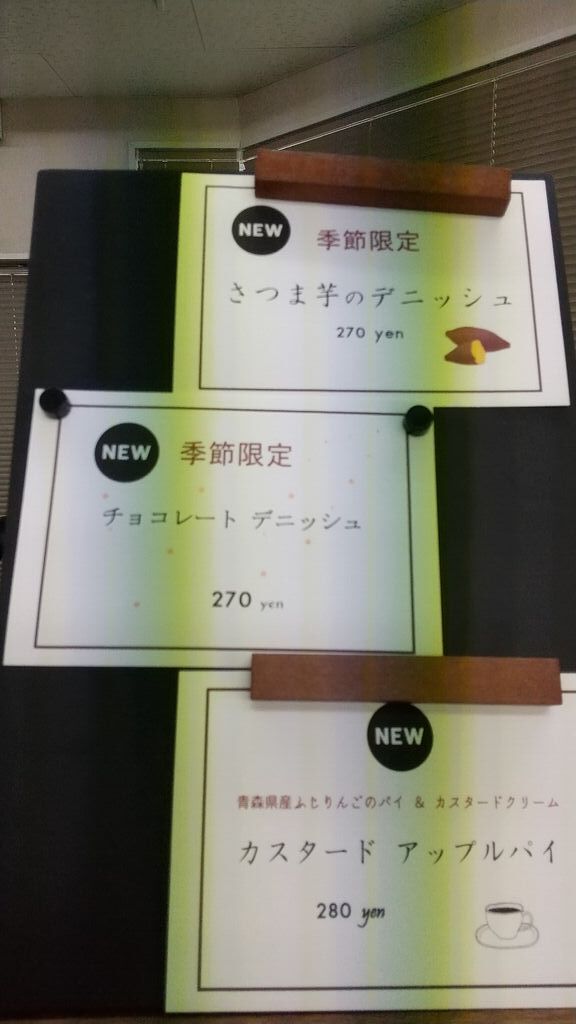 NEW 季節限定
さつま芋のデニッシュ
270 yen
NEW 季節限定
チョコレート デニッシュ
270 yen
NEW
青森県産ふじりんごのパイ & カスタードクリーム
カスタード アップルパイ
280 yen